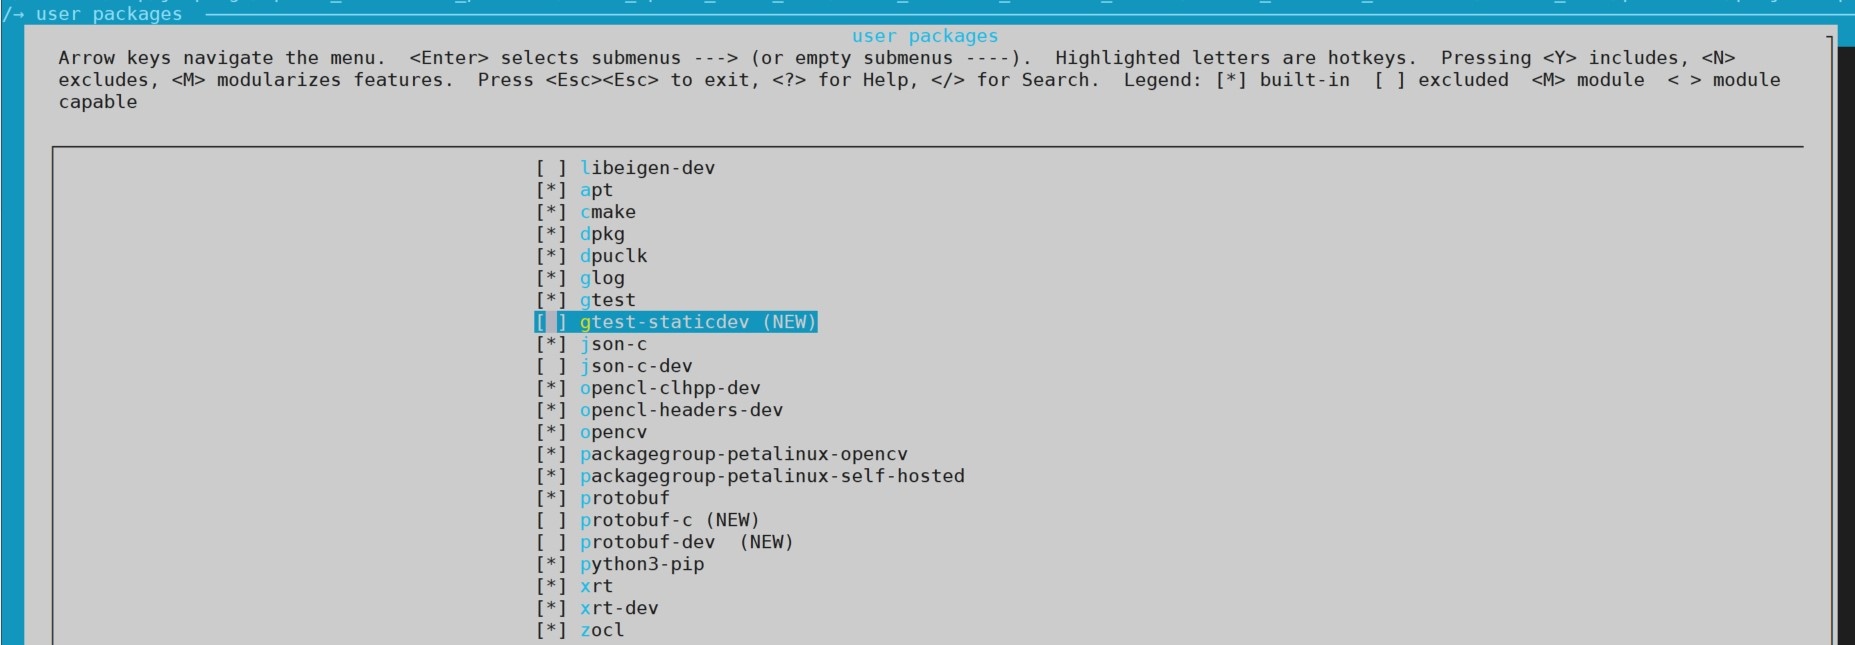 /→ user packages
user packages
Arrow keys navigate the menu.  <Enter> selects submenus ---> (or empty submenus ----).  Highlighted letters are hotkeys.  Pressing <Y> includes, <N>
excludes, <M> modularizes features.  Press <Esc><Esc> to exit, <?> for Help, </> for Search.  Legend: [*] built-in  [ ] excluded  <M> module  < > module
capable
[ ] libeigen-dev
[*] apt
[*] cmake
[*] dpkg
[*] dpuclk
[*] glog
[*] gtest
[ ] gtest-staticdev (NEW)
[*] json-c
[ ] json-c-dev
[*] opencl-clhpp-dev
[*] opencl-headers-dev
[*] opencv
[*] packagegroup-petalinux-opencv
[*] packagegroup-petalinux-self-hosted
[*] protobuf
[ ] protobuf-c (NEW)
[ ] protobuf-dev  (NEW)
[*] python3-pip
[*] xrt
[*] xrt-dev
[*] zocl